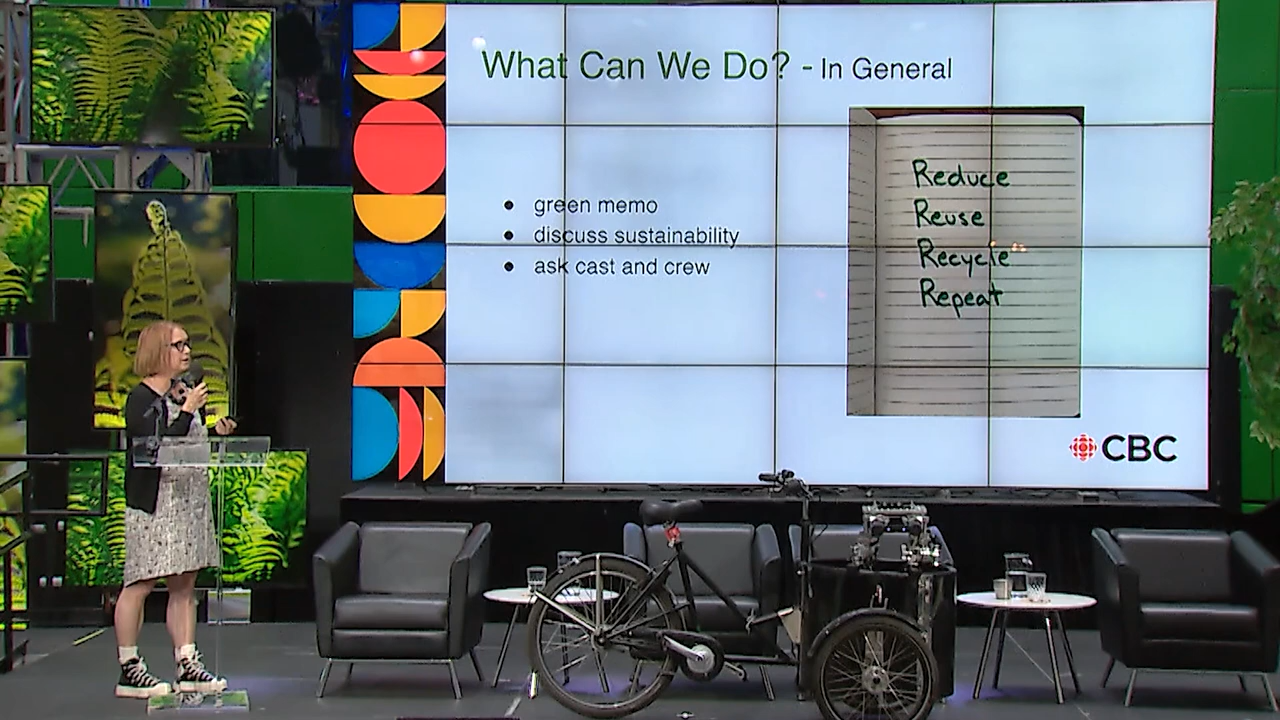 What Can We Do? - In General
• green memo
• discuss sustainability
• ask cast and crew
Reduce
Reuse
Recycle
Repeat
CBC